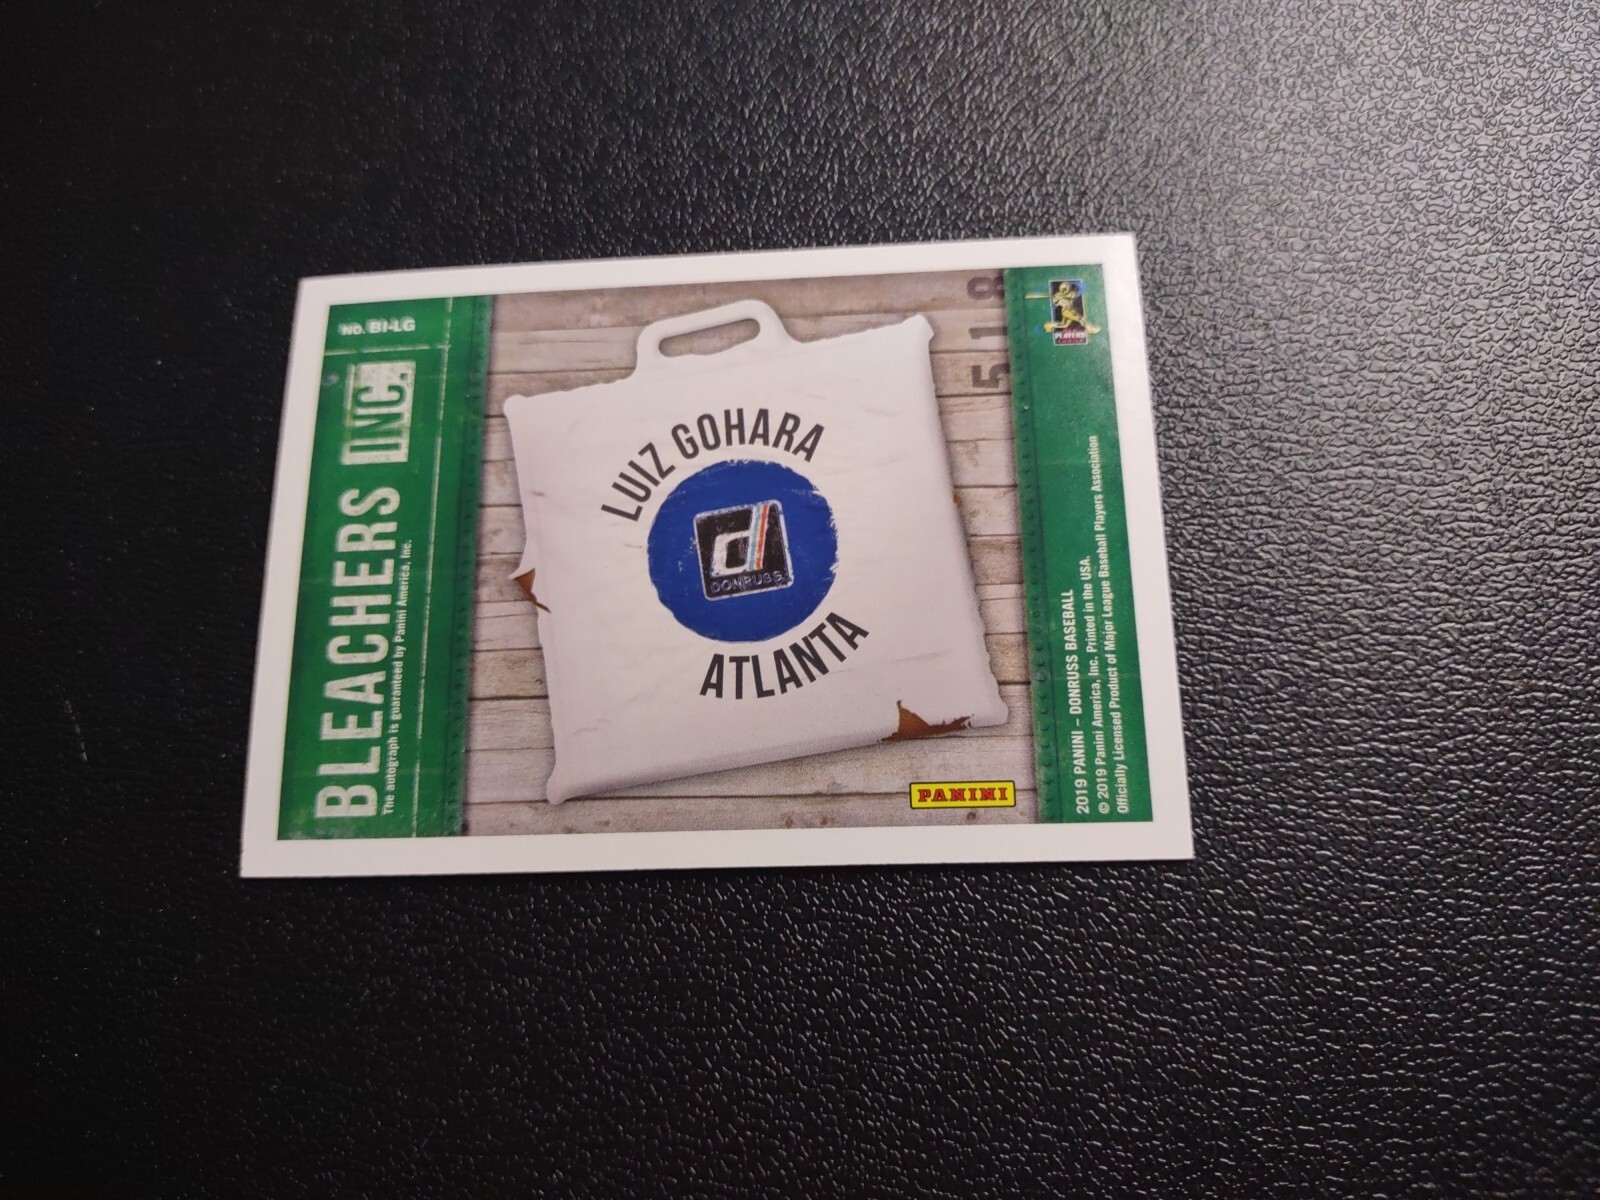 No. BI-LG
BLEACHERS INC.
The autograph is guaranteed by Panini America, Inc.
LUIZ GOHARA
DONRUSS
ATLANTA
518
PLAYERS
PANINI
2019 PANINI – DONRUSS BASEBALL
© 2019 Panini America, Inc. Printed in the USA.
Officially Licensed Product of Major League Baseball Players Association